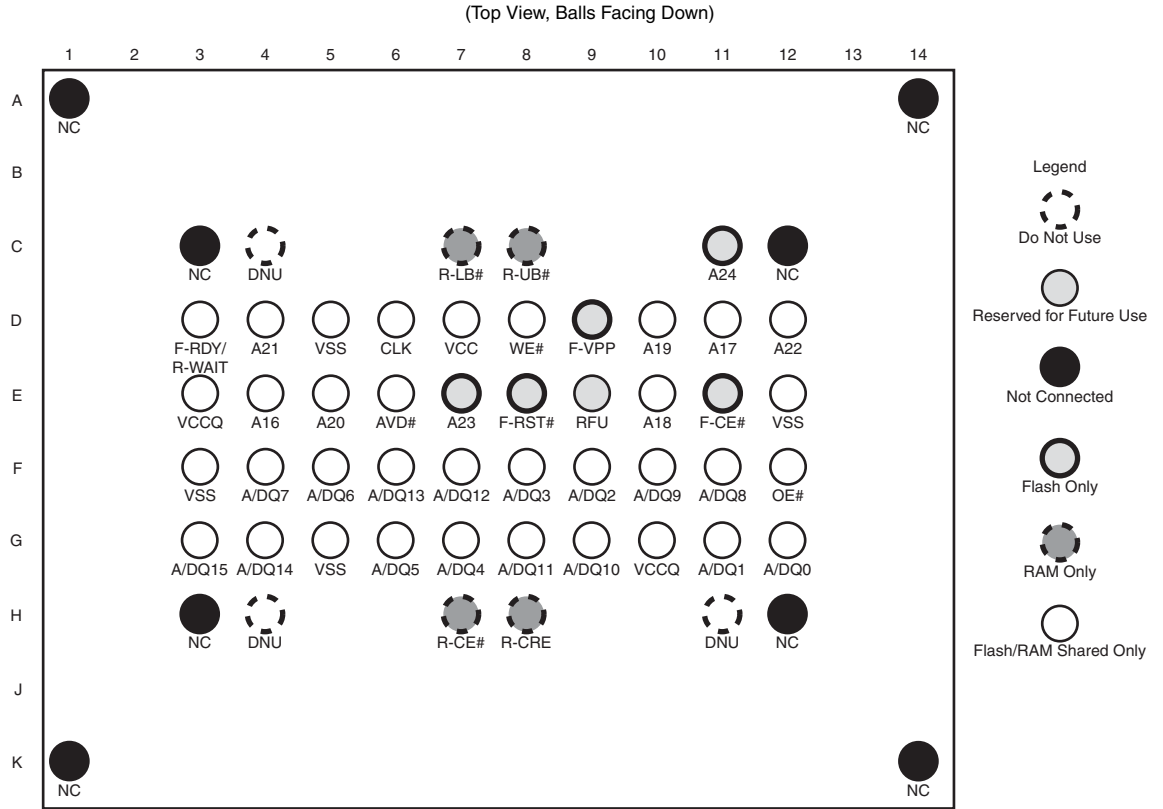 (Top View, Balls Facing Down)
1 2 3 4 5 6 7 8 9 10 11 12 13 14
A
NC NC
B
C
NC DNU R-LB# R-UB# A24 NC
D
F-RDY/ A21 VSS CLK VCC WE# F-VPP A19 A17 A22
R-WAIT
E
VCCQ A16 A20 AVD# A23 F-RST# RFU A18 F-CE# VSS
F
VSS A/DQ7 A/DQ6 A/DQ13 A/DQ12 A/DQ3 A/DQ2 A/DQ9 A/DQ8 OE#
G
A/DQ15 A/DQ14 VSS A/DQ5 A/DQ4 A/DQ11 A/DQ10 VCCQ A/DQ1 A/DQ0
H
NC DNU R-CE# R-CRE DNU NC
J
K
NC NC
Legend
Do Not Use
Reserved for Future Use
Not Connected
Flash Only
RAM Only
Flash/RAM Shared Only